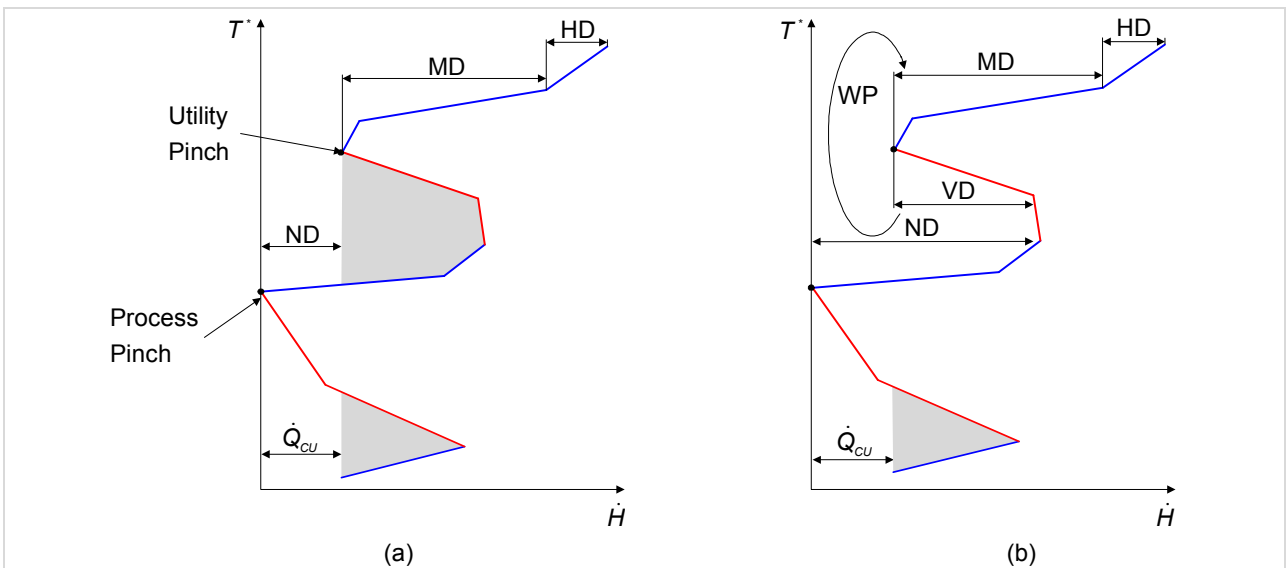 T*
HD
MD
Utility
Pinch
ND
Process
Pinch
Q̇CU
Ḣ
(a)
T*
HD
MD
WP
VD
ND
Q̇CU
Ḣ
(b)